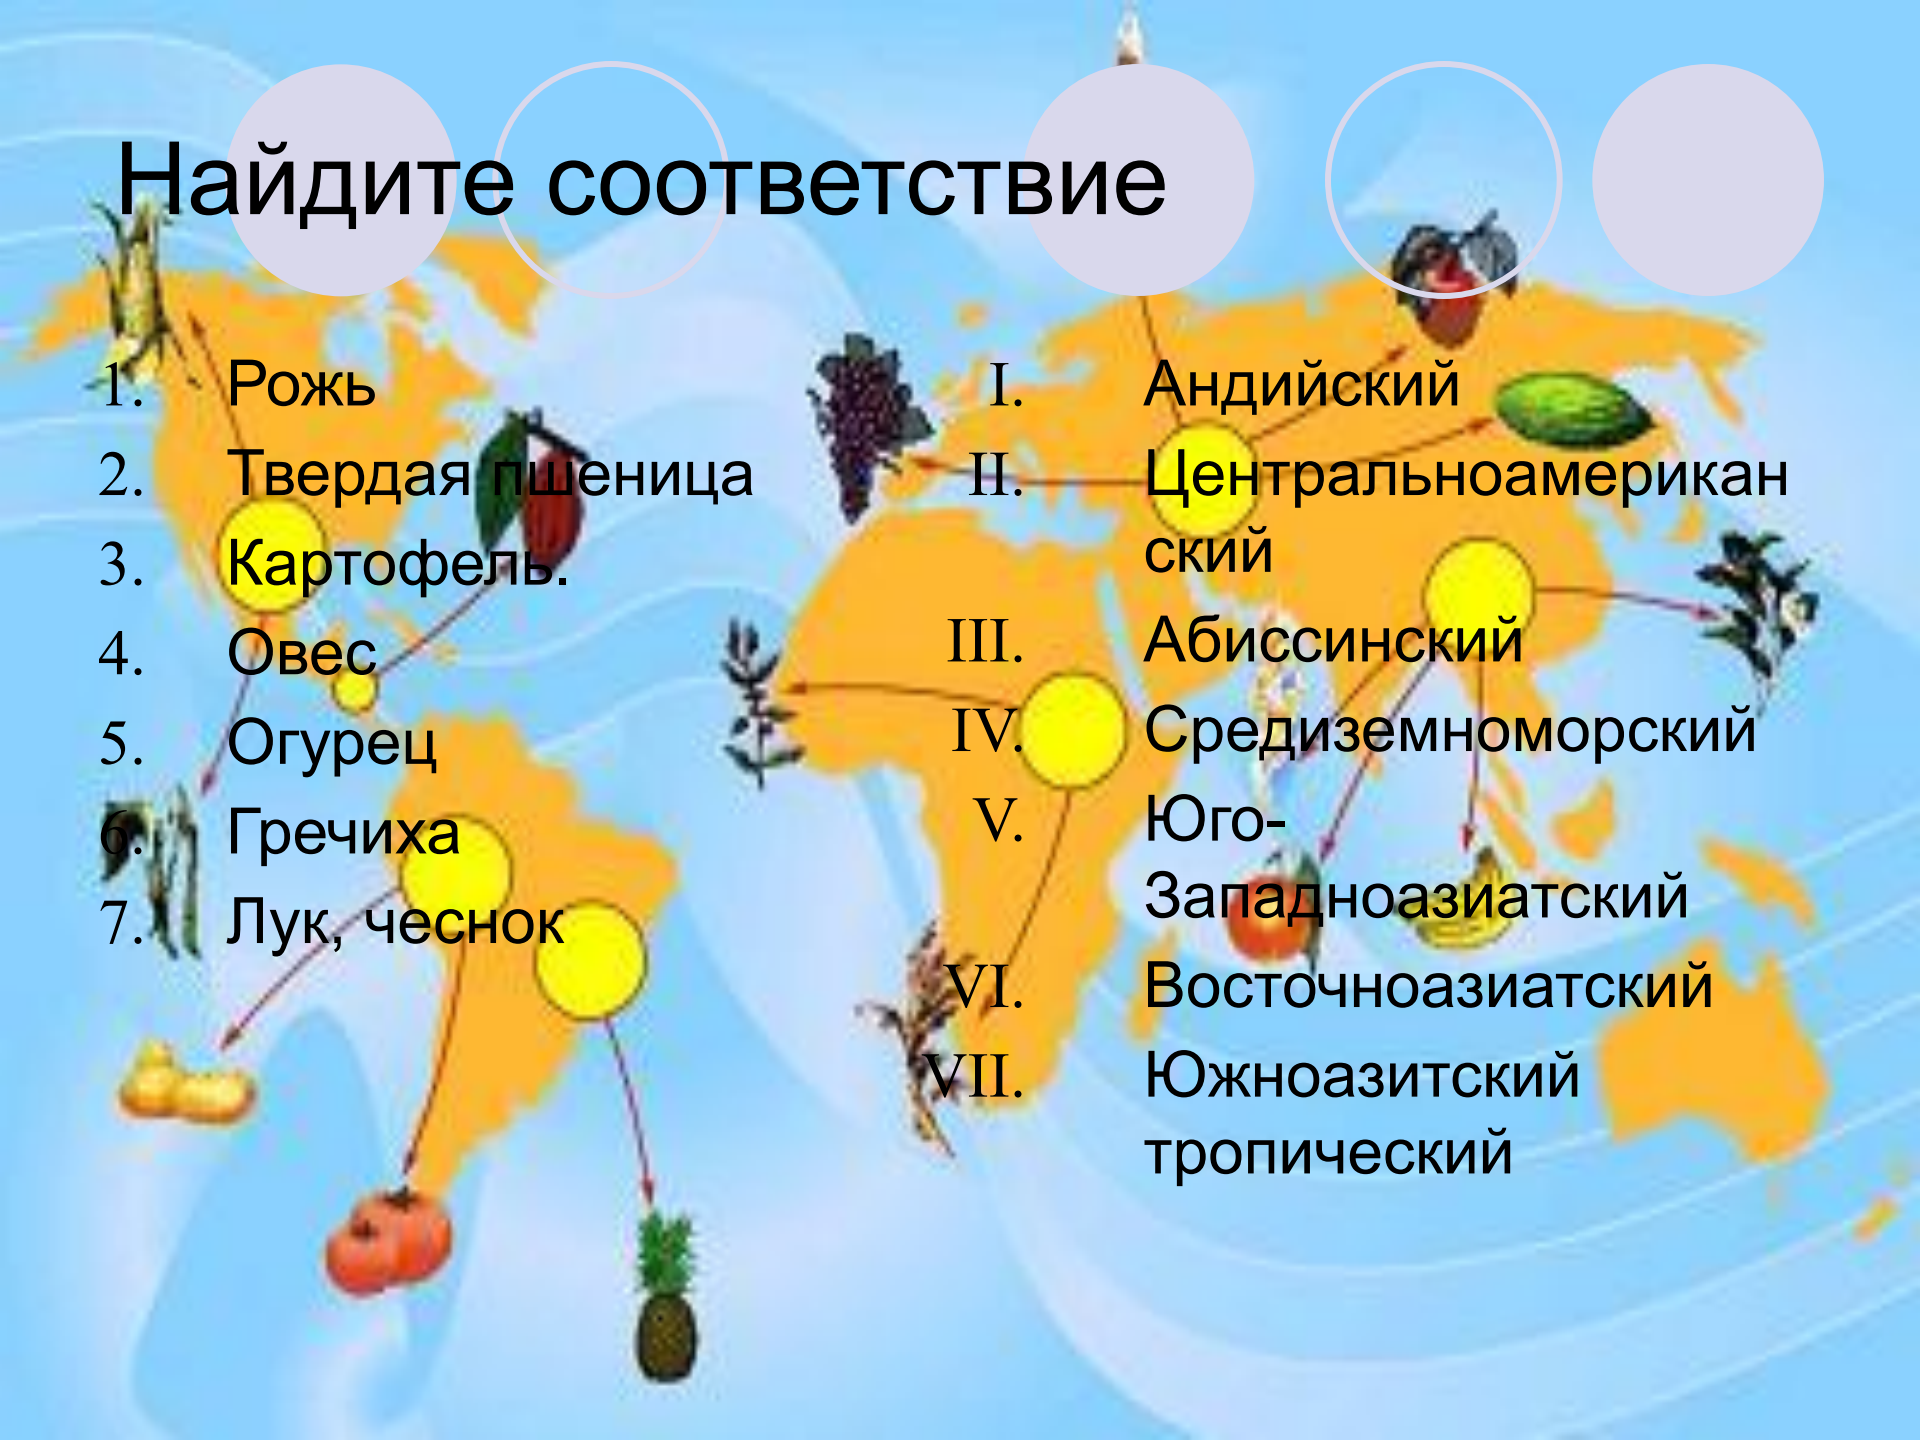 Найдите соответствие
1. Рожь
2. Твердая пшеница
3. Картофель.
4. Овес
5. Огурец
6. Гречиха
7. Лук, чеснок
I. Андийский
II. Центральноамерикан
ский
III. Абиссинский
IV. Средиземноморский
V. Юго-
Западноазиатский
VI. Восточноазиатский
VII. Южноазитский
тропический